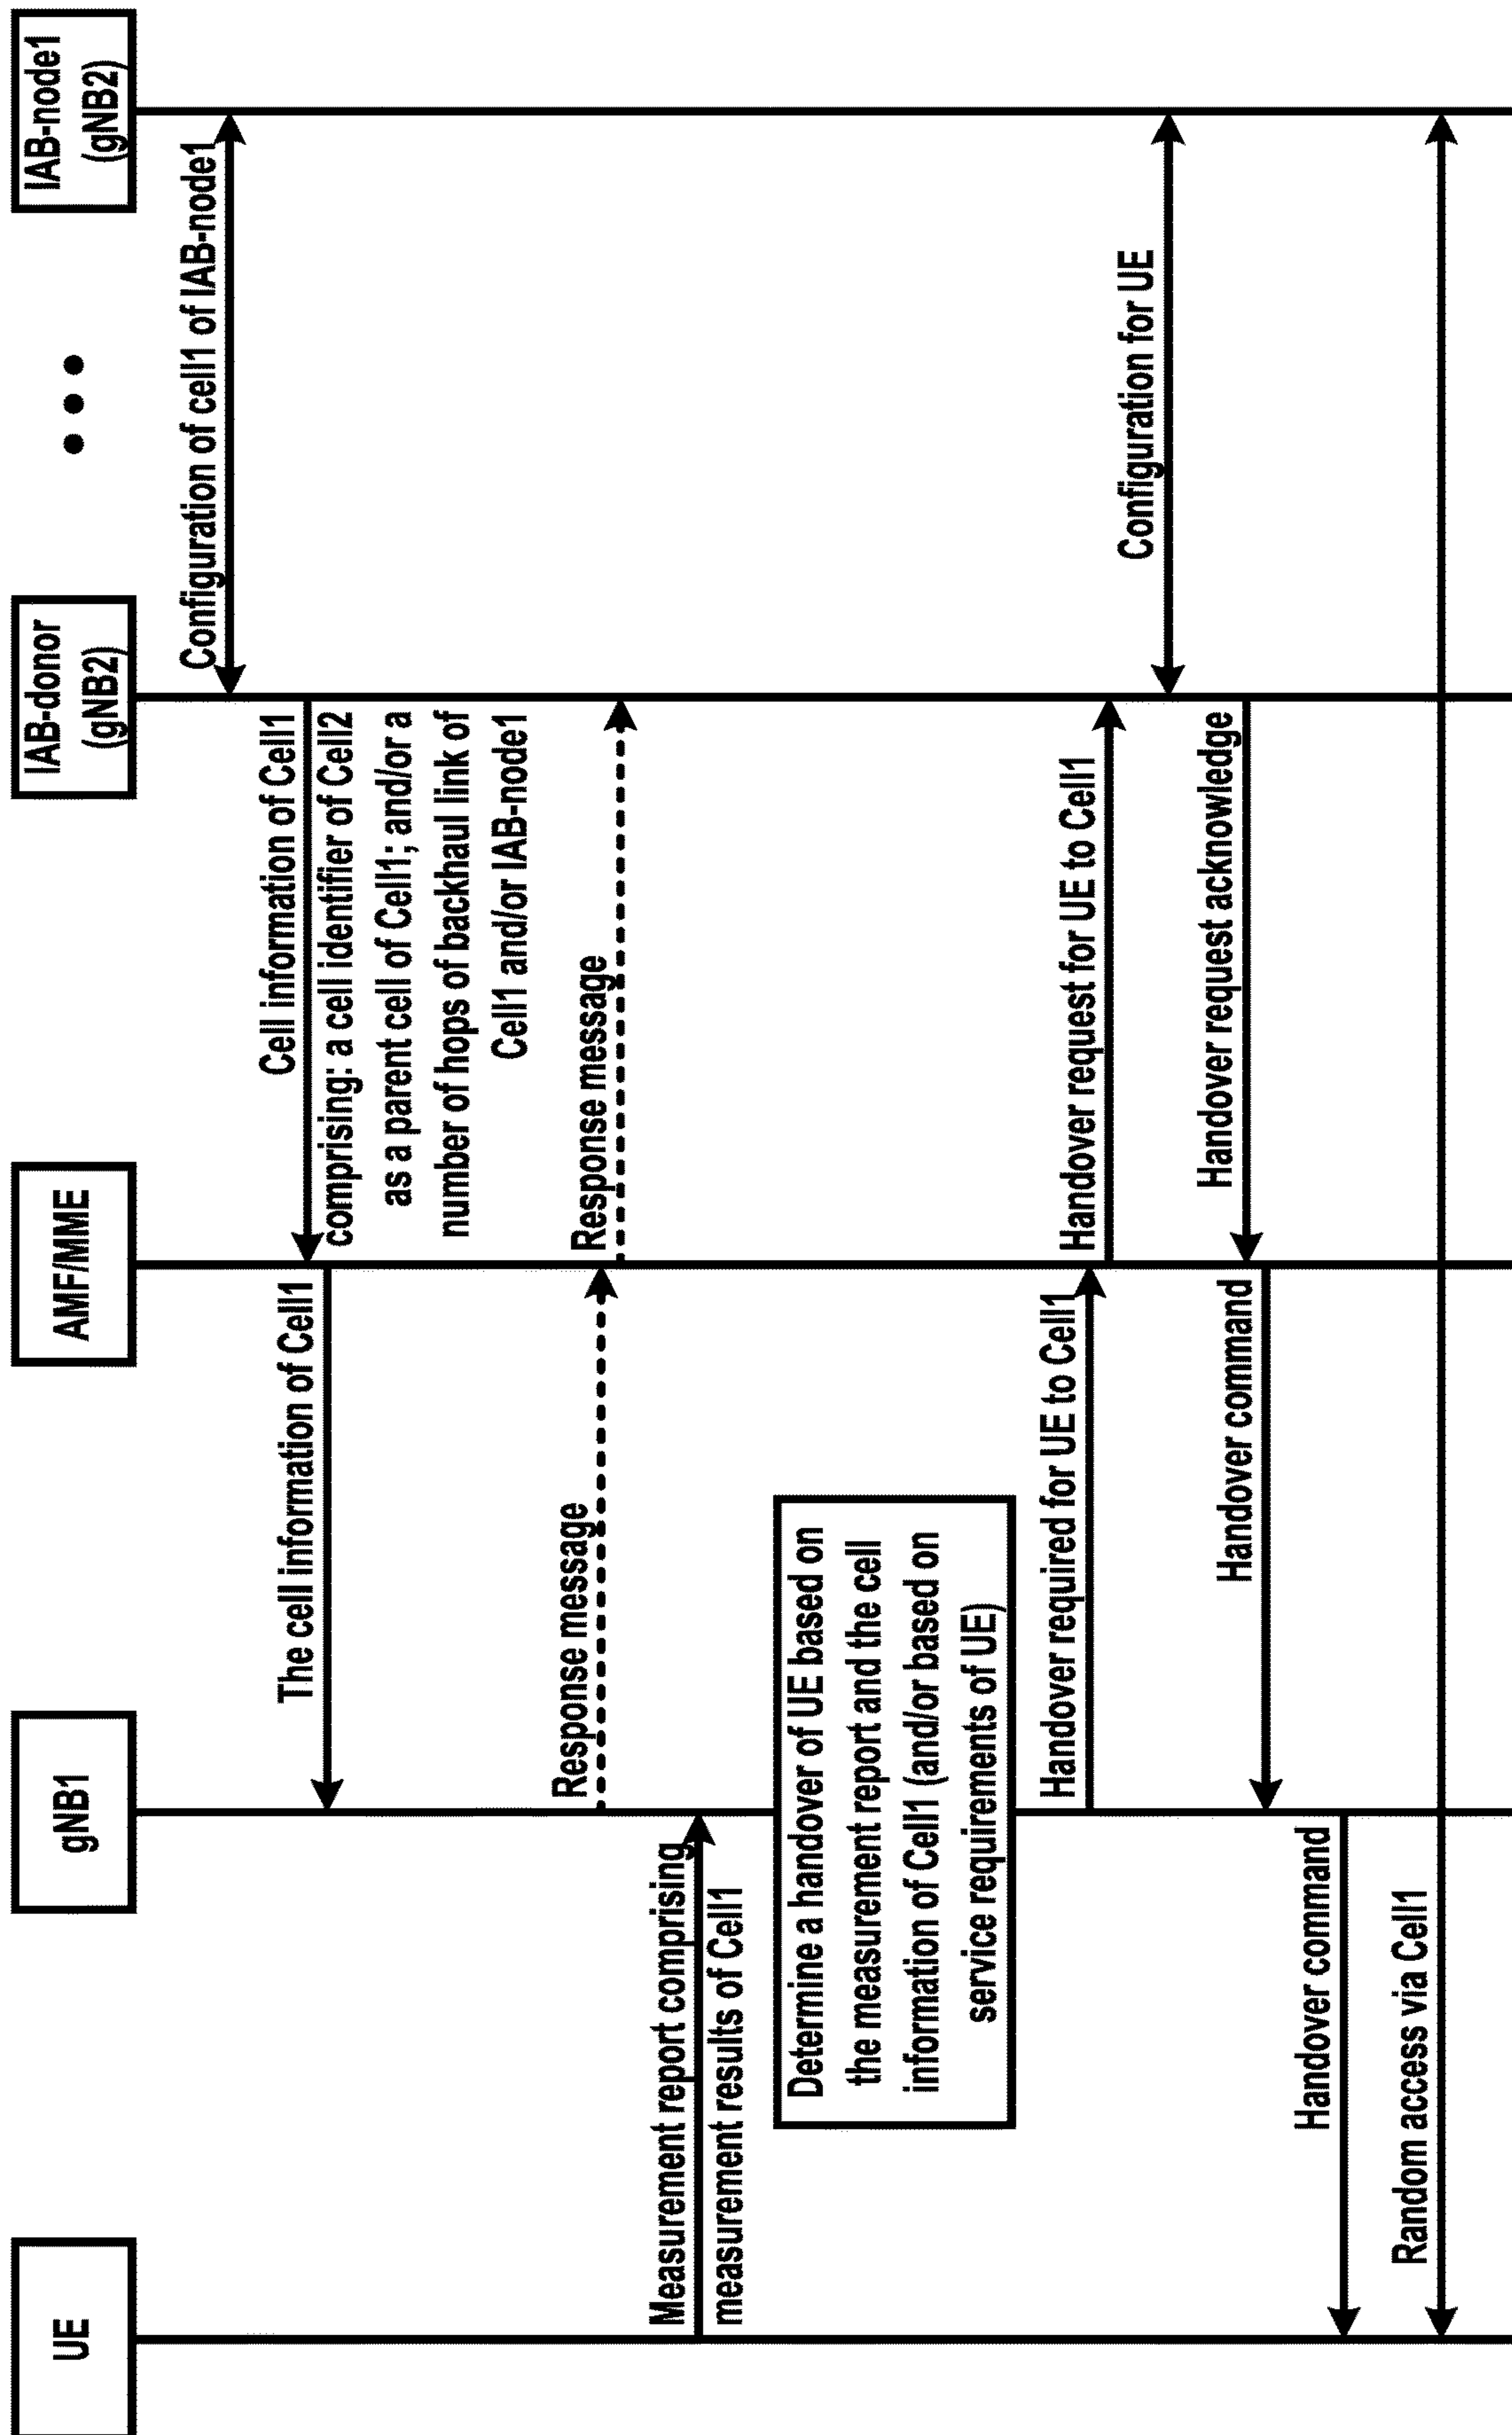 UE
gNB1
AMF/MME
IAB-donor
(gNB2)
IAB-node1
(gNB2)
Configuration of cell1 of IAB-node1
Cell information of Cell1
comprising: a cell identifier of Cell2
as a parent cell of Cell1; and/or a
number of hops of backhaul link of
Cell1 and/or IAB-node1
The cell information of Cell1
Response message
Response message
Measurement report comprising
measurement results of Cell1
Determine a handover of UE based on
the measurement report and the cell
information of Cell1 (and/or based on
service requirements of UE)
Handover required for UE to Cell1
Handover request for UE to Cell1
Configuration for UE
Handover request acknowledge
Handover command
Handover command
Random access via Cell1